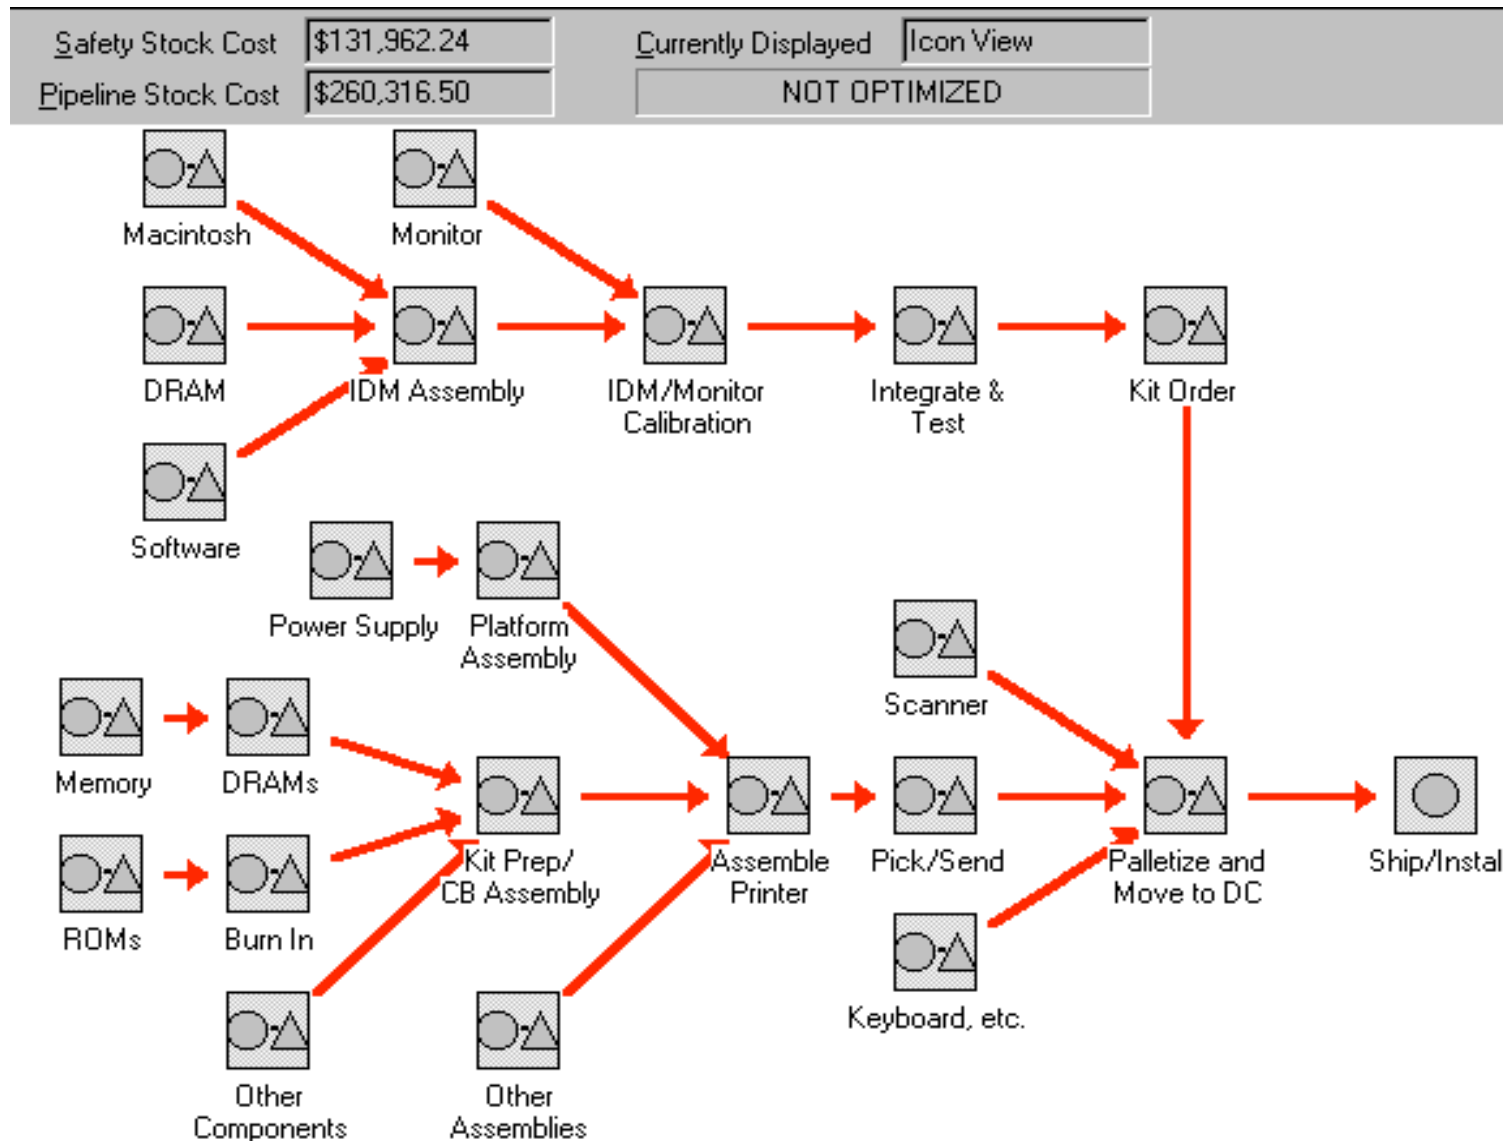 Safety Stock Cost $131,962.24 Currently Displayed Icon View
Pipeline Stock Cost $260,316.50 NOT OPTIMIZED
Macintosh
Monitor
DRAM
IDM Assembly
IDM/Monitor
Calibration
Integrate &
Test
Kit Order
Software
Power Supply
Platform
Assembly
Scanner
Memory
DRAMs
Kit Prep/
CB Assembly
Assemble
Printer
Pick/Send
Palletize and
Move to DC
Ship/Instal
ROMs
Burn In
Keyboard, etc.
Other
Components
Other
Assemblies